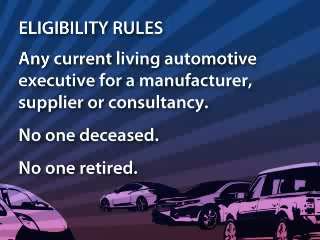 ELIGIBILITY RULES
Any current living automotive
executive for a manufacturer,
supplier or consultancy.
No one deceased.
No one retired.